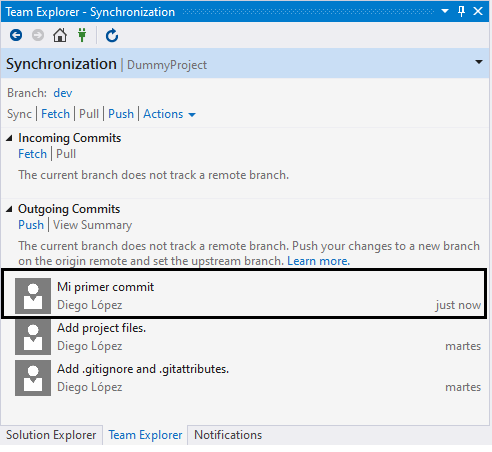 Team Explorer - Synchronization
Synchronization | DummyProject
Branch: dev
Sync | Fetch | Pull | Push | Actions
Incoming Commits
Fetch | Pull
The current branch does not track a remote branch.
Outgoing Commits
Push | View Summary
The current branch does not track a remote branch. Push your changes to a new branch
on the origin remote and set the upstream branch. Learn more.
Mi primer commit
Diego López just now
Add project files.
Diego López martes
Add .gitignore and .gitattributes.
Diego López martes
Solution Explorer Team Explorer Notifications